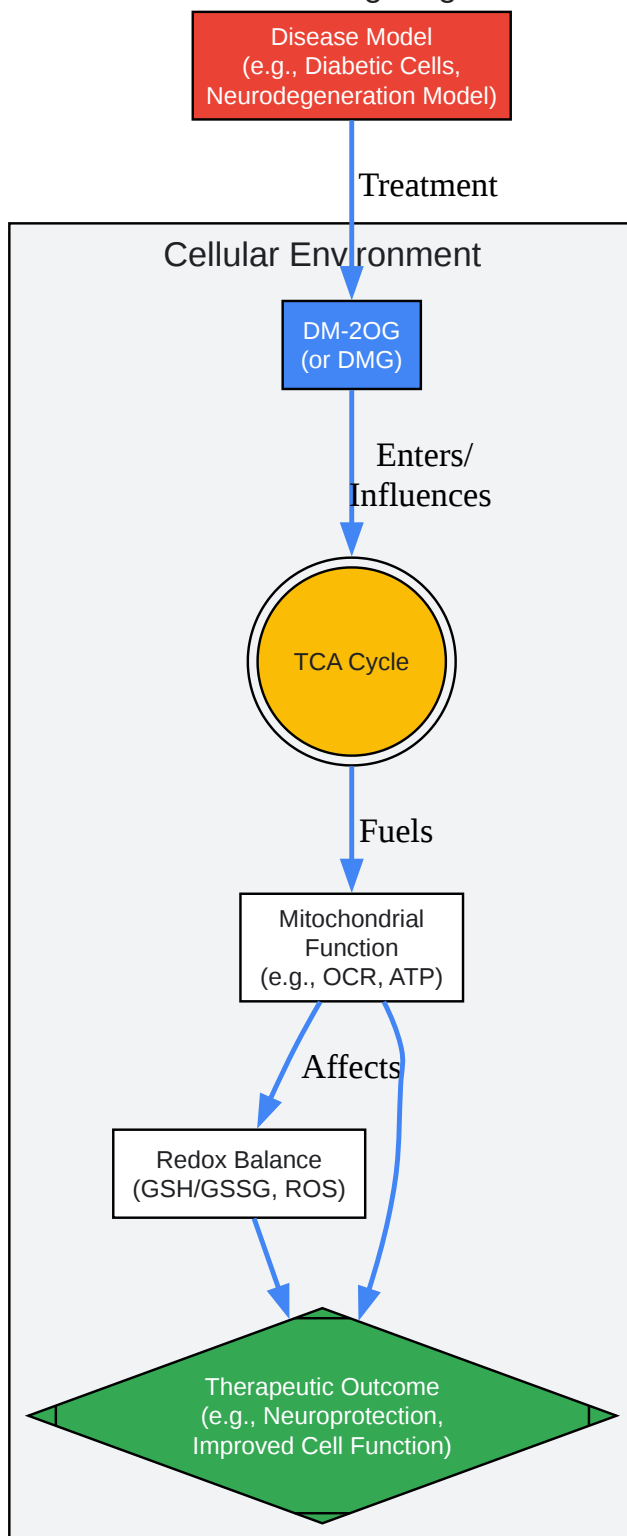 Disease Model
(e.g., Diabetic Cells,
Neurodegeneration Model)
Treatment
Cellular Environment
DM-2OG
(or DMG)
Enters/
Influences
TCA Cycle
Fuels
Mitochondrial
Function
(e.g., OCR, ATP)
Affects
Redox Balance
(GSH/GSSG, ROS)
Therapeutic Outcome
(e.g., Neuroprotection,
Improved Cell Function)